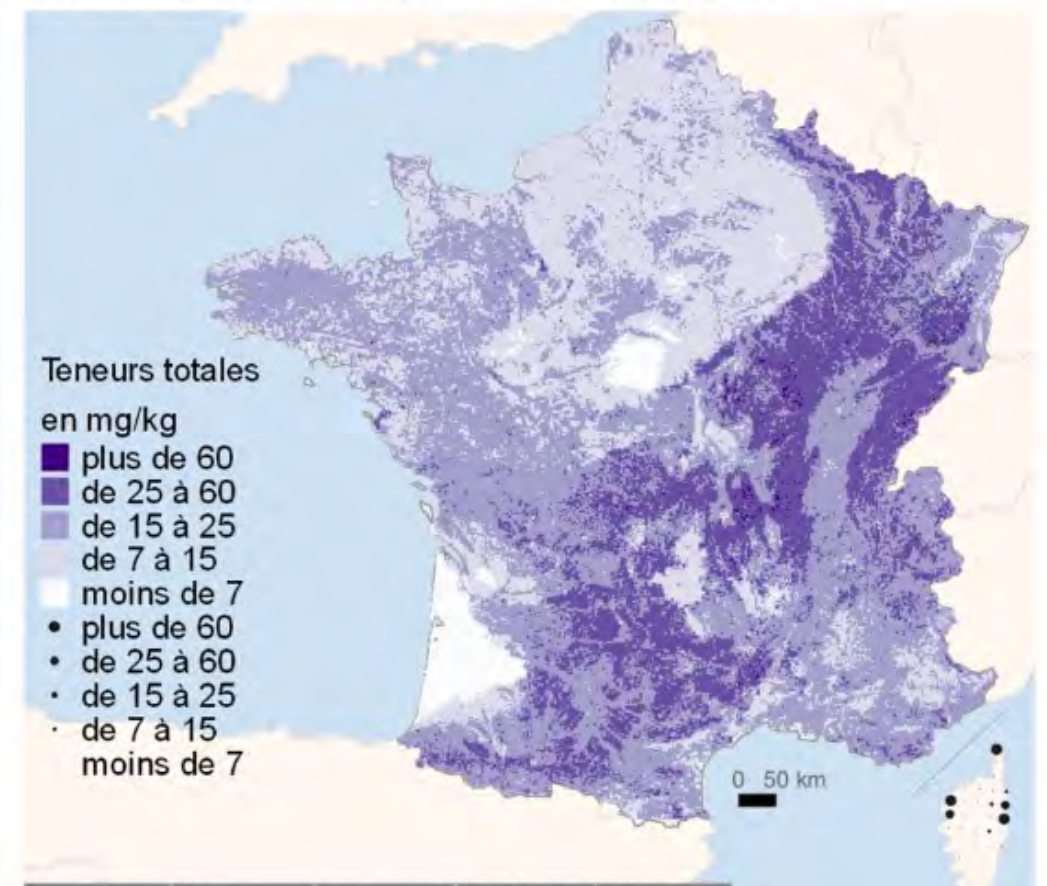 Teneurs totales
en mg/kg
plus de 60
de 25 à 60
de 15 à 25
de 7 à 15
moins de 7
plus de 60
de 25 à 60
de 15 à 25
de 7 à 15
moins de 7
0 50 km